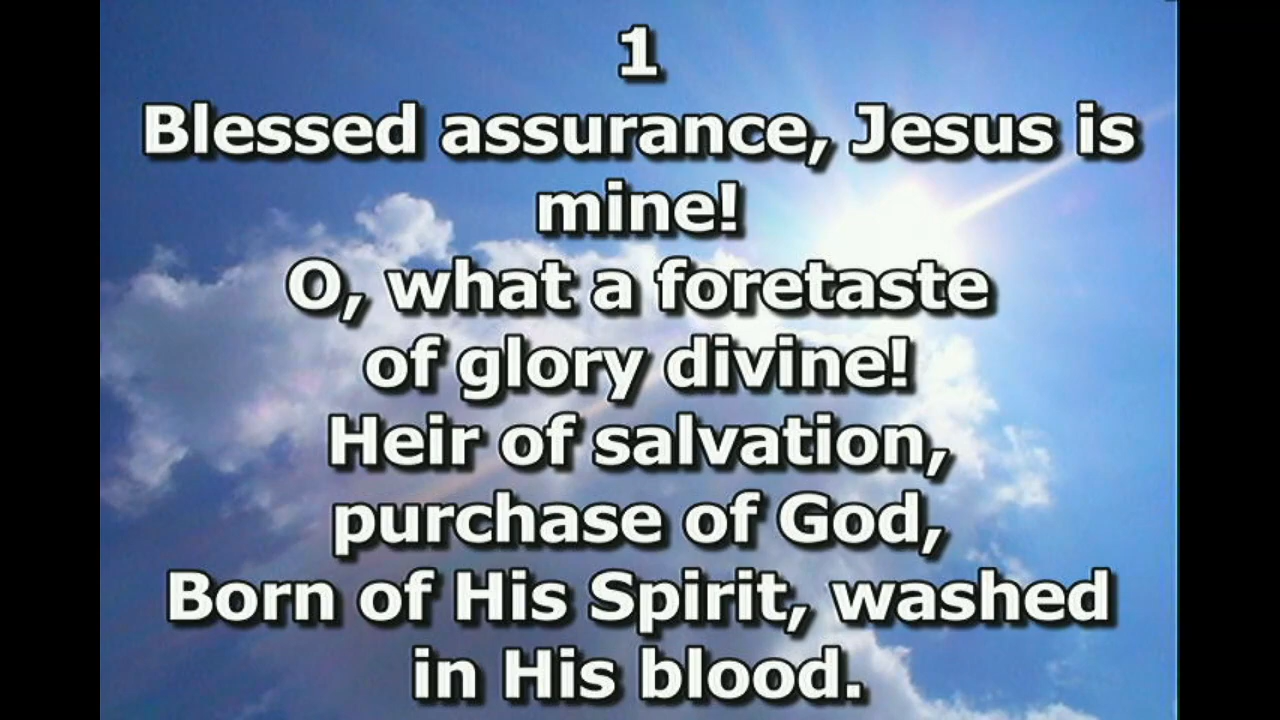 1
Blessed assurance, Jesus is
mine!
O, what a foretaste
of glory divine!
Heir of salvation,
purchase of God,
Born of His Spirit, washed
in His blood.